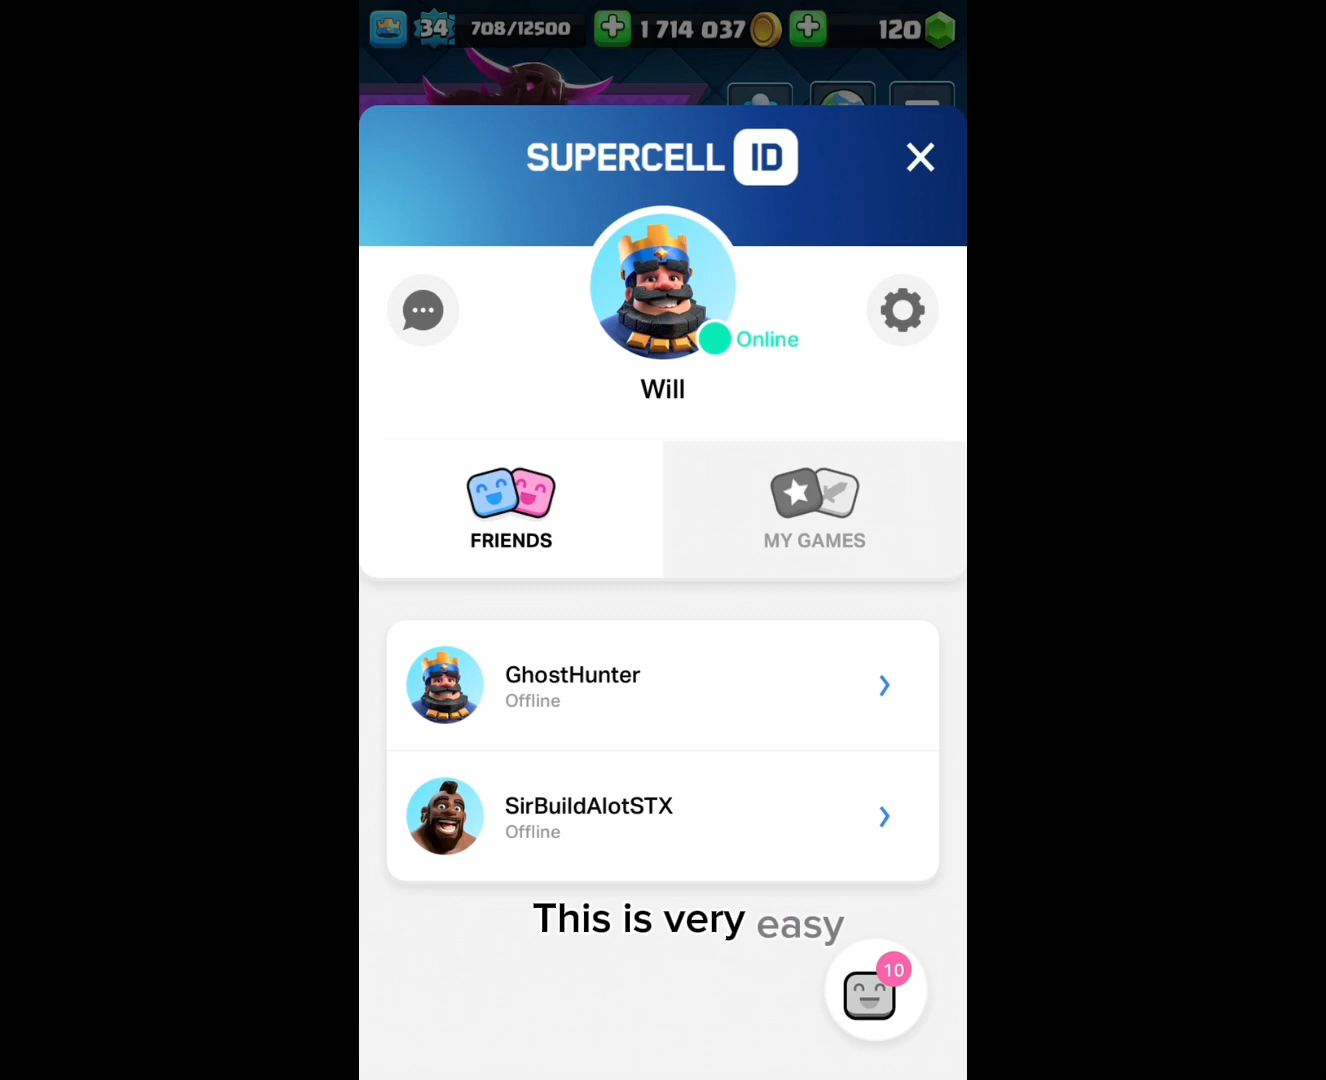 34 708/12500 1 714 037 120
SUPERCELL ID
Online
Will
FRIENDS MY GAMES
GhostHunter
Offline
SirBuildAlotSTX
Offline
This is very easy
10